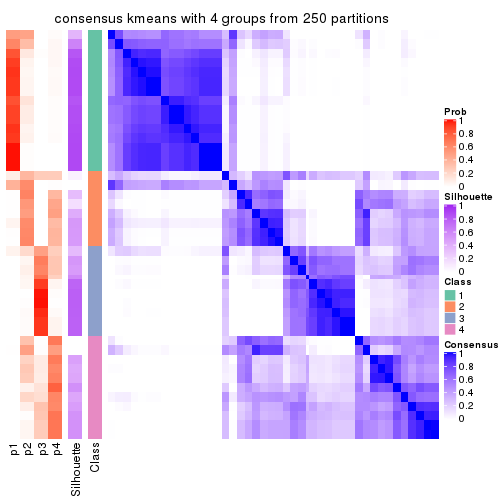 consensus kmeans with 4 groups from 250 partitions
Prob
1
0.8
0.6
0.4
0.2
0
Silhouette
1
0.8
0.6
0.4
0.2
0
Class
1
2
3
4
Consensus
1
0.8
0.6
0.4
0.2
0
p1
p2
p3
p4
Silhouette
Class